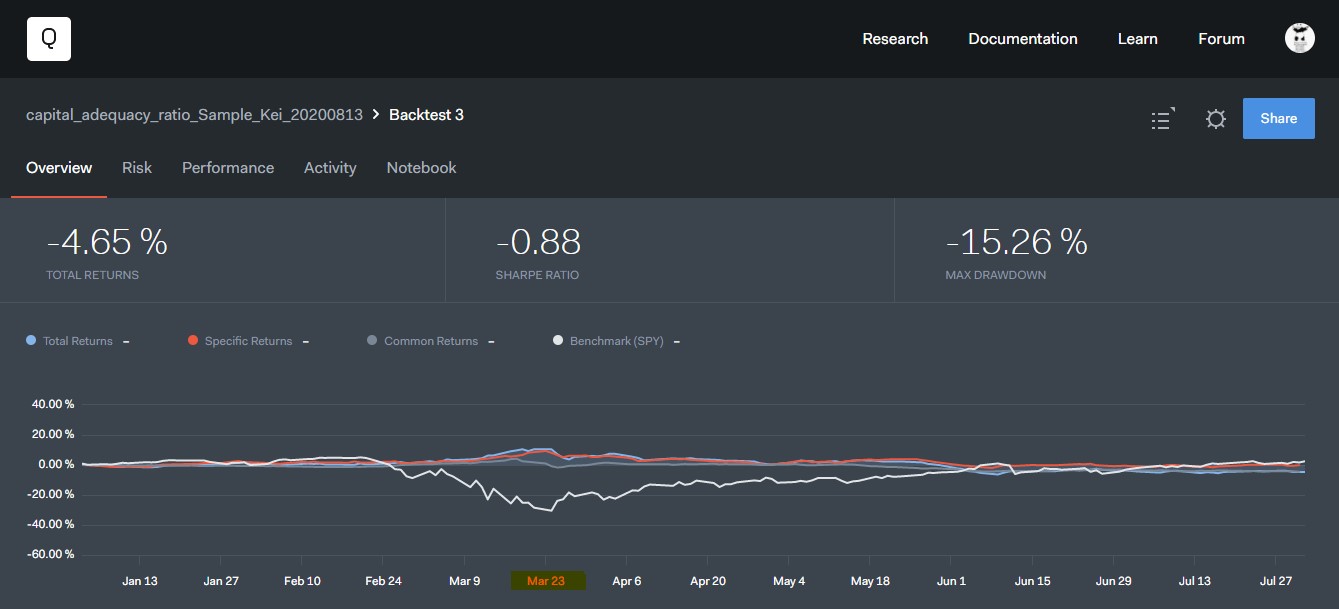 Q
Research Documentation Learn Forum
capital_adequacy_ratio_Sample_Kei_20200813 > Backtest 3
Share
Overview Risk Performance Activity Notebook
-4.65 % -0.88 -15.26 %
TOTAL RETURNS SHARPE RATIO MAX DRAWDOWN
Total Returns – Specific Returns – Common Returns – Benchmark (SPY) –
40.00 %
20.00 %
0.00 %
-20.00 %
-40.00 %
-60.00 %
Jan 13 Jan 27 Feb 10 Feb 24 Mar 9 Mar 23 Apr 6 Apr 20 May 4 May 18 Jun 1 Jun 15 Jun 29 Jul 13 Jul 27